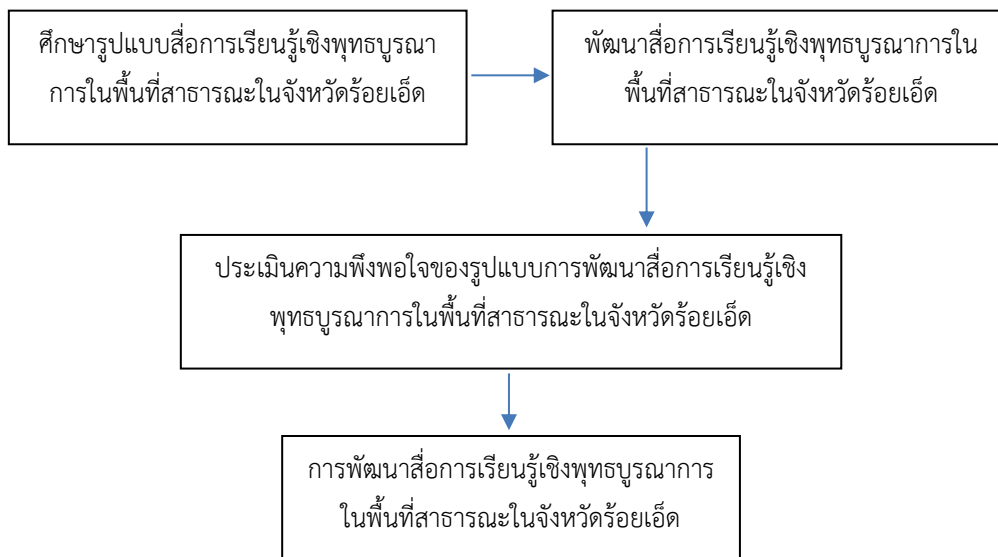 ศึกษารูปแบบสื่อการเรียนรู้เชิงพุทธบูรณา
การในพื้นที่สาธารณะในจังหวัดร้อยเอ็ด
พัฒนาสื่อการเรียนรู้เชิงพุทธบูรณาการใน
พื้นที่สาธารณะในจังหวัดร้อยเอ็ด
ประเมินความพึงพอใจของรูปแบบการพัฒนาสื่อการเรียนรู้เชิง
พุทธบูรณาการในพื้นที่สาธารณะในจังหวัดร้อยเอ็ด
การพัฒนาสื่อการเรียนรู้เชิงพุทธบูรณาการ
ในพื้นที่สาธารณะในจังหวัดร้อยเอ็ด